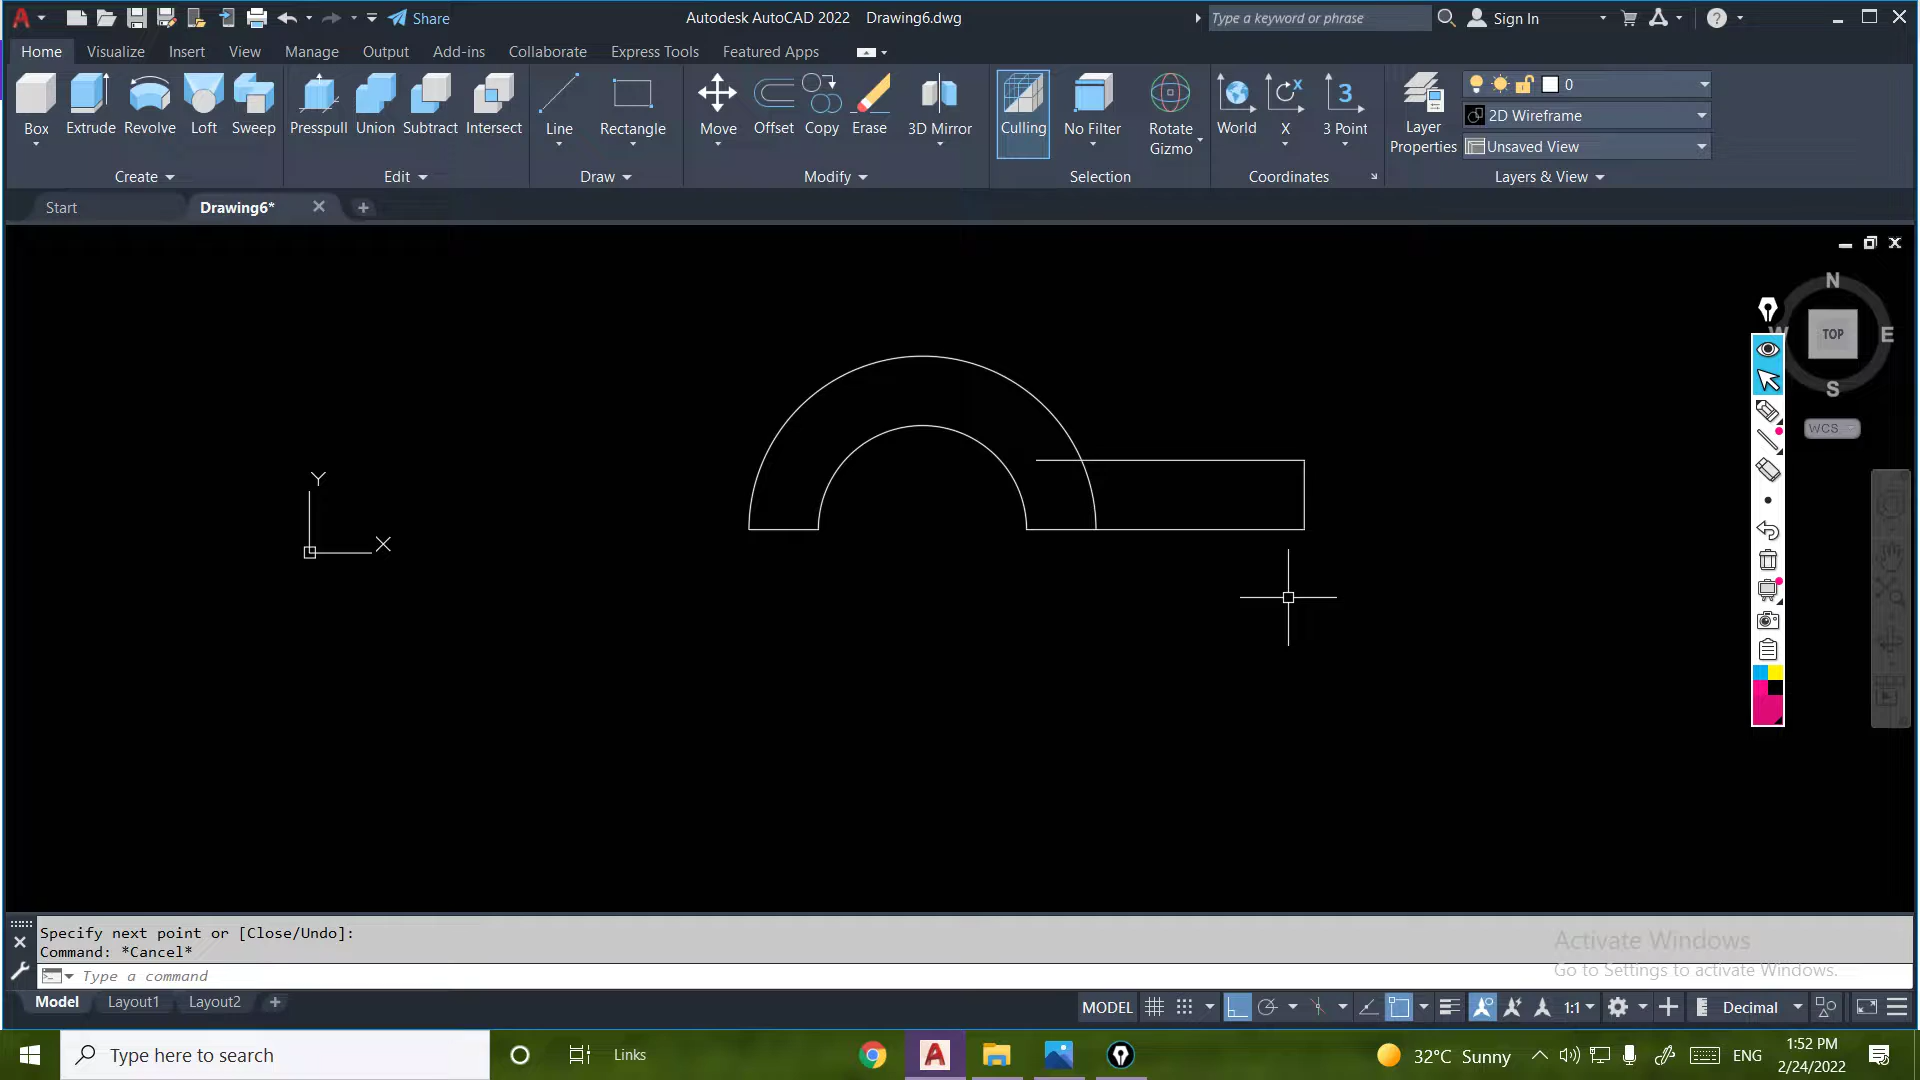 Share
Autodesk AutoCAD 2022 Drawing6.dwg
Type a keyword or phrase
Sign In
Home Visualize Insert View Manage Output Add-ins Collaborate Express Tools Featured Apps
Box Extrude Revolve Loft Sweep Presspull Union Subtract Intersect Line Rectangle Move Offset Copy Erase 3D Mirror Culling No Filter Rotate Gizmo World X 3 Point Layer Properties
0
2D Wireframe
Unsaved View
Create Edit Draw Modify Selection Coordinates Layers & View
Start Drawing6*
N
W TOP E
S
WCS
Y
X
Specify next point or [Close/Undo]:
Command: *Cancel*
Type a command
Activate Windows
Go to Settings to activate Windows.
Model Layout1 Layout2
MODEL 1:1 Decimal
Type here to search
Links
32°C Sunny
ENG
1:52 PM
2/24/2022